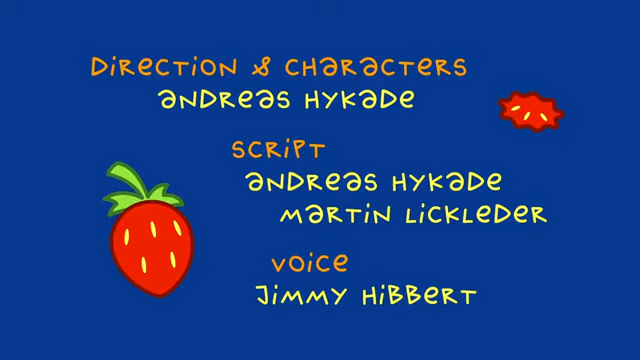 DIRECTION & CHARACTERS
ANDREAS HYKADE
SCRIPT
ANDREAS HYKADE
MARTIN LICKLEDER
VOICE
JIMMY HIBBERT